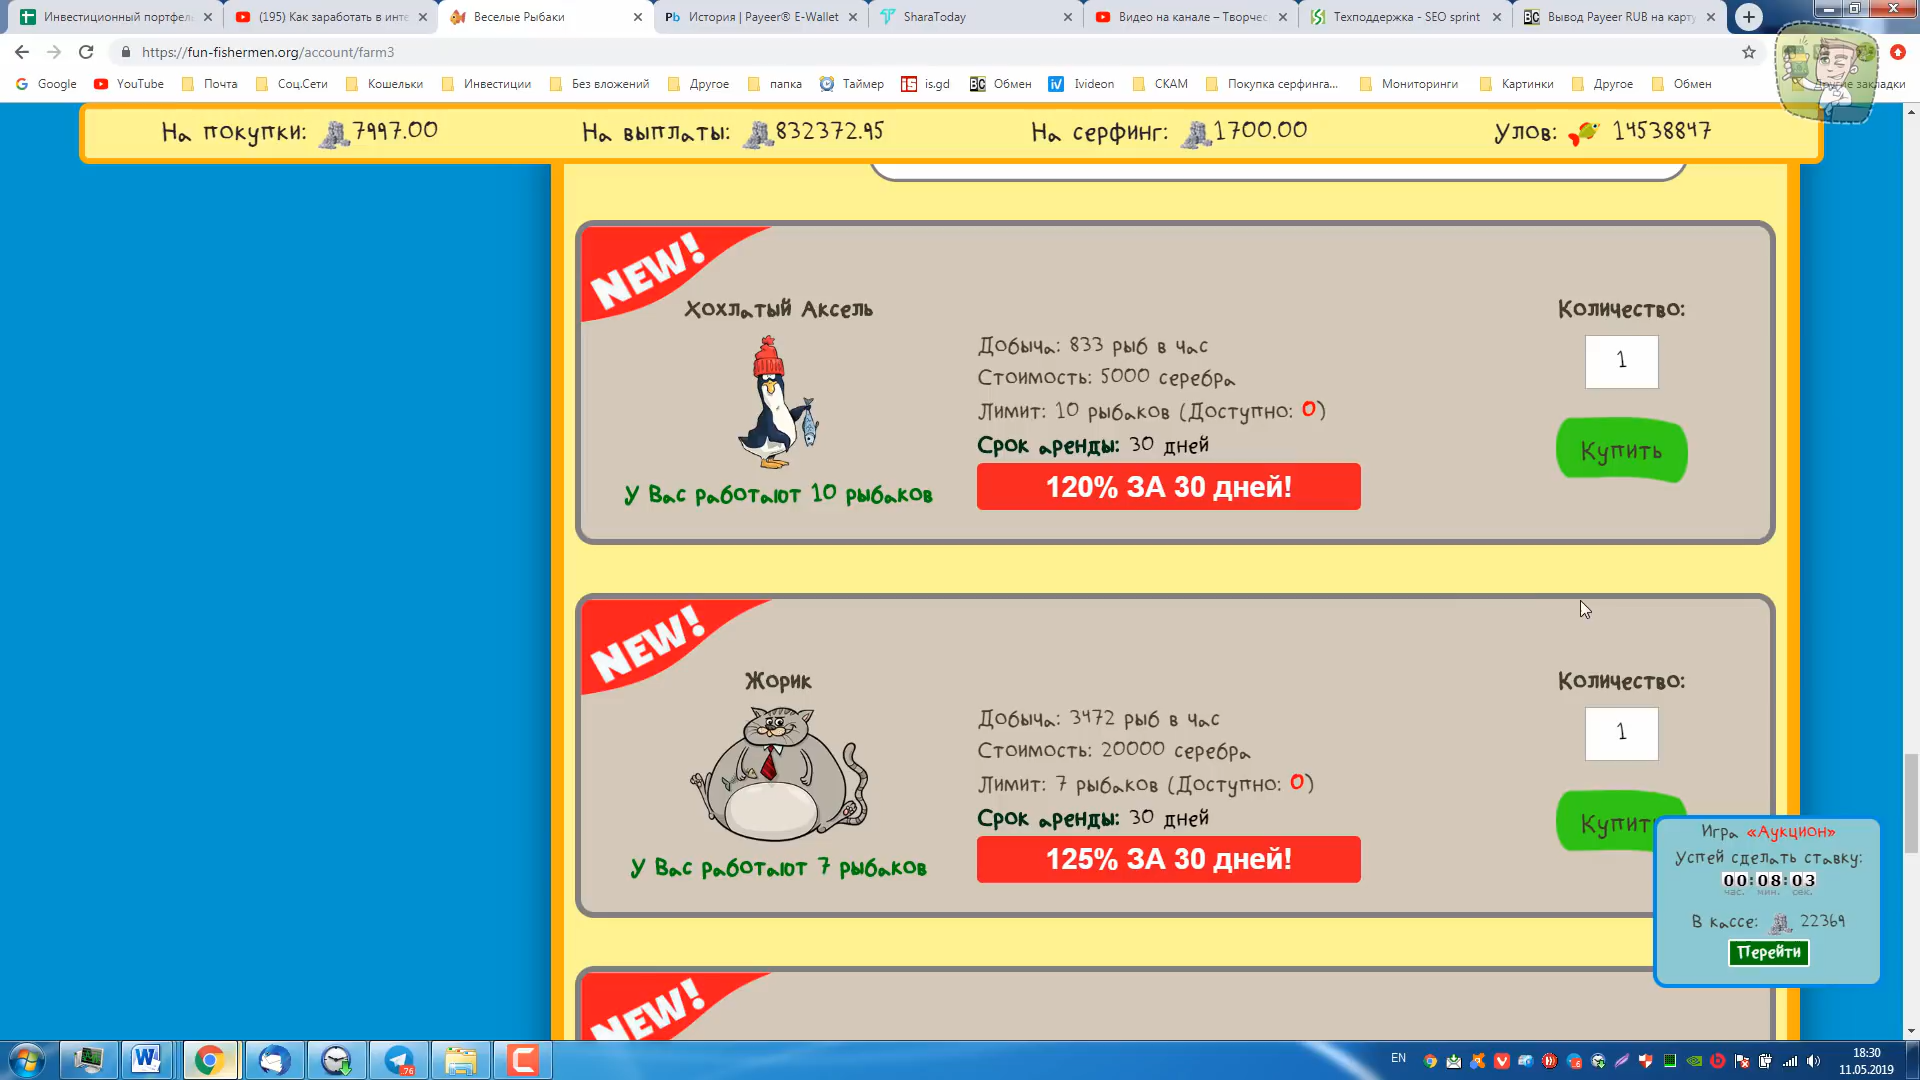 Инвестиционный портфел
(195) Как заработать в инте
Веселые Рыбаки
История | Payeer® E-Wallet
SharaToday
Видео на канале – Творчес
Техподдержка - SEO sprint
Вывод Payeer RUB на карту
https://fun-fishermen.org/account/farm3
Google YouTube Почта Соц.Сети Кошельки Инвестиции Без вложений Другое папка Таймер is.gd Обмен Ivideon СКАМ Покупка серфинга... Мониторинги Картинки Другое Обмен Другие закладки
На покупки: 7997.00 На выплаты: 832372.95 На серфинг: 1700.00 Улов: 14538847
NEW!
Хохлатый Аксель
Добыча: 833 рыб в час
Стоимость: 5000 серебра
Лимит: 10 рыбаков (Доступно: 0)
Срок аренды: 30 дней
120% ЗА 30 дней!
У Вас работают 10 рыбаков
Количество:
1
Купить
NEW!
Жорик
Добыча: 3472 рыб в час
Стоимость: 20000 серебра
Лимит: 7 рыбаков (Доступно: 0)
Срок аренды: 30 дней
125% ЗА 30 дней!
У Вас работают 7 рыбаков
Количество:
1
Купить
Игра «Аукцион»
Успей сделать ставку:
00:08:03
час. мин. сек.
В кассе: 22369
Перейти
NEW!
EN
18:30
11.05.2019